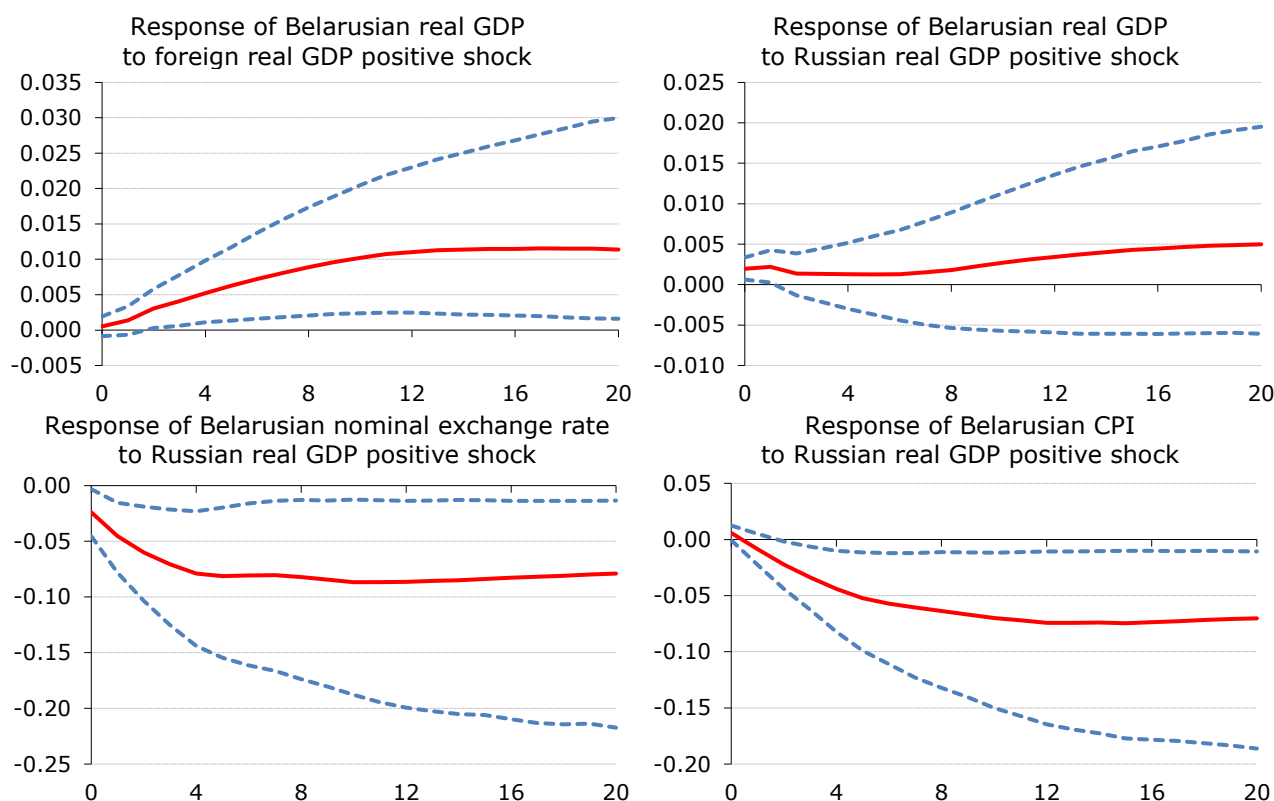 Response of Belarusian real GDP
to foreign real GDP positive shock
0.035
0.030
0.025
0.020
0.015
0.010
0.005
0.000
-0.005
0 4 8 12 16 20
Response of Belarusian real GDP
to Russian real GDP positive shock
0.025
0.020
0.015
0.010
0.005
0.000
-0.005
-0.010
0 4 8 12 16 20
Response of Belarusian nominal exchange rate
to Russian real GDP positive shock
0.00
-0.05
-0.10
-0.15
-0.20
-0.25
0 4 8 12 16 20
Response of Belarusian CPI
to Russian real GDP positive shock
0.05
0.00
-0.05
-0.10
-0.15
-0.20
0 4 8 12 16 20